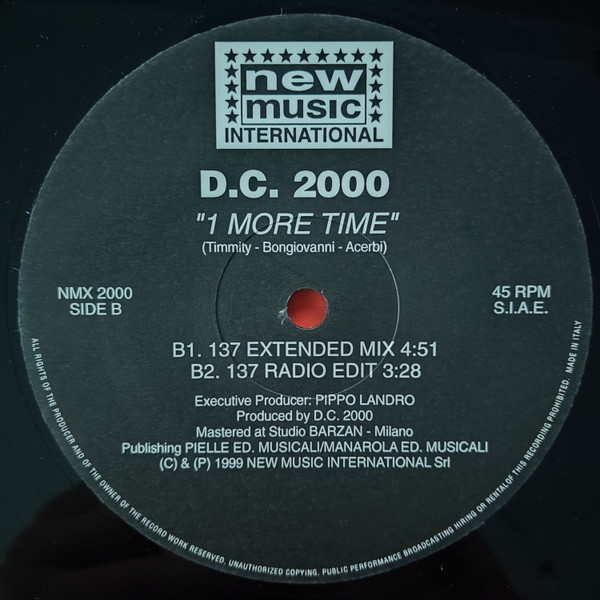 new
music
INTERNATIONAL
D.C. 2000
"1 MORE TIME"
(Timmity - Bongiovanni - Acerbi)
NMX 2000
SIDE B
45 RPM
S.I.A.E.
B1. 137 EXTENDED MIX 4:51
B2. 137 RADIO EDIT 3:28
Executive Producer: PIPPO LANDRO
Produced by D.C. 2000
Mastered at Studio BARZAN - Milano
Publishing PIELLE ED. MUSICALI/MANAROLA ED. MUSICALI
(C) & (P) 1999 NEW MUSIC INTERNATIONAL Srl
ALL RIGHTS OF THE PRODUCER AND OF THE OWNER OF THE RECORD WORK RESERVED. UNAUTHORIZED COPYING. PUBLIC PERFORMANCE BROADCASTING HIRING OR RENTAL OF THIS RECORDING PROHIBITED. MADE IN ITALY